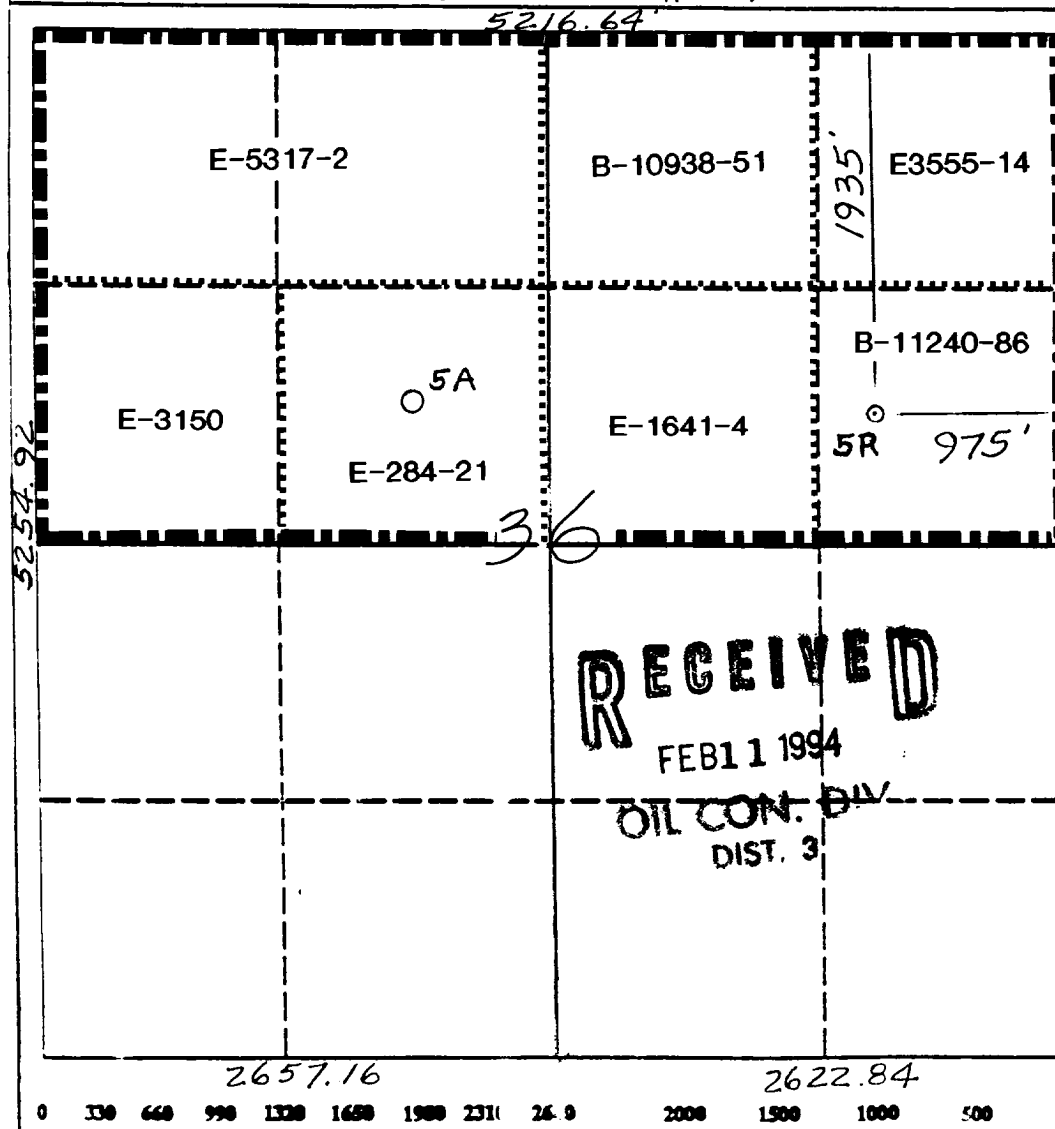 5216.64'
E-5317-2 B-10938-51 1935' E3555-14
B-11240-86
5A
E-3150 E-1641-4
5R 975'
E-284-21
5254.92
36
RECEIVED
FEB 11 1994
OIL CON. DIV
DIST. 3
2657.16 2622.84
0 330 660 990 1320 1650 1980 2310 2000 1500 1000 500